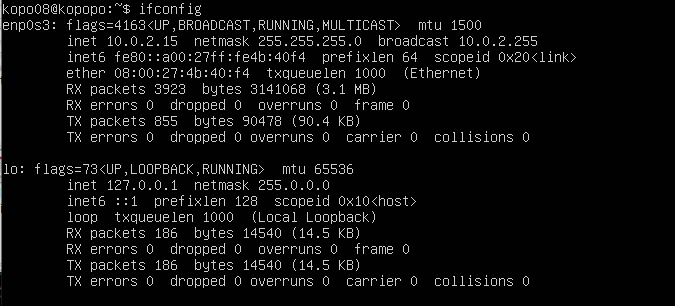 kopo08@kopopo:~$ ifconfig
enp0s3: flags=4163<UP,BROADCAST,RUNNING,MULTICAST>  mtu 1500
        inet 10.0.2.15  netmask 255.255.255.0  broadcast 10.0.2.255
        inet6 fe80::a00:27ff:fe4b:40f4  prefixlen 64  scopeid 0x20<link>
        ether 08:00:27:4b:40:f4  txqueuelen 1000  (Ethernet)
        RX packets 3923  bytes 3141068 (3.1 MB)
        RX errors 0  dropped 0  overruns 0  frame 0
        TX packets 855  bytes 90478 (90.4 KB)
        TX errors 0  dropped 0 overruns 0  carrier 0  collisions 0

lo: flags=73<UP,LOOPBACK,RUNNING>  mtu 65536
        inet 127.0.0.1  netmask 255.0.0.0
        inet6 ::1  prefixlen 128  scopeid 0x10<host>
        loop  txqueuelen 1000  (Local Loopback)
        RX packets 186  bytes 14540 (14.5 KB)
        RX errors 0  dropped 0  overruns 0  frame 0
        TX packets 186  bytes 14540 (14.5 KB)
        TX errors 0  dropped 0 overruns 0  carrier 0  collisions 0